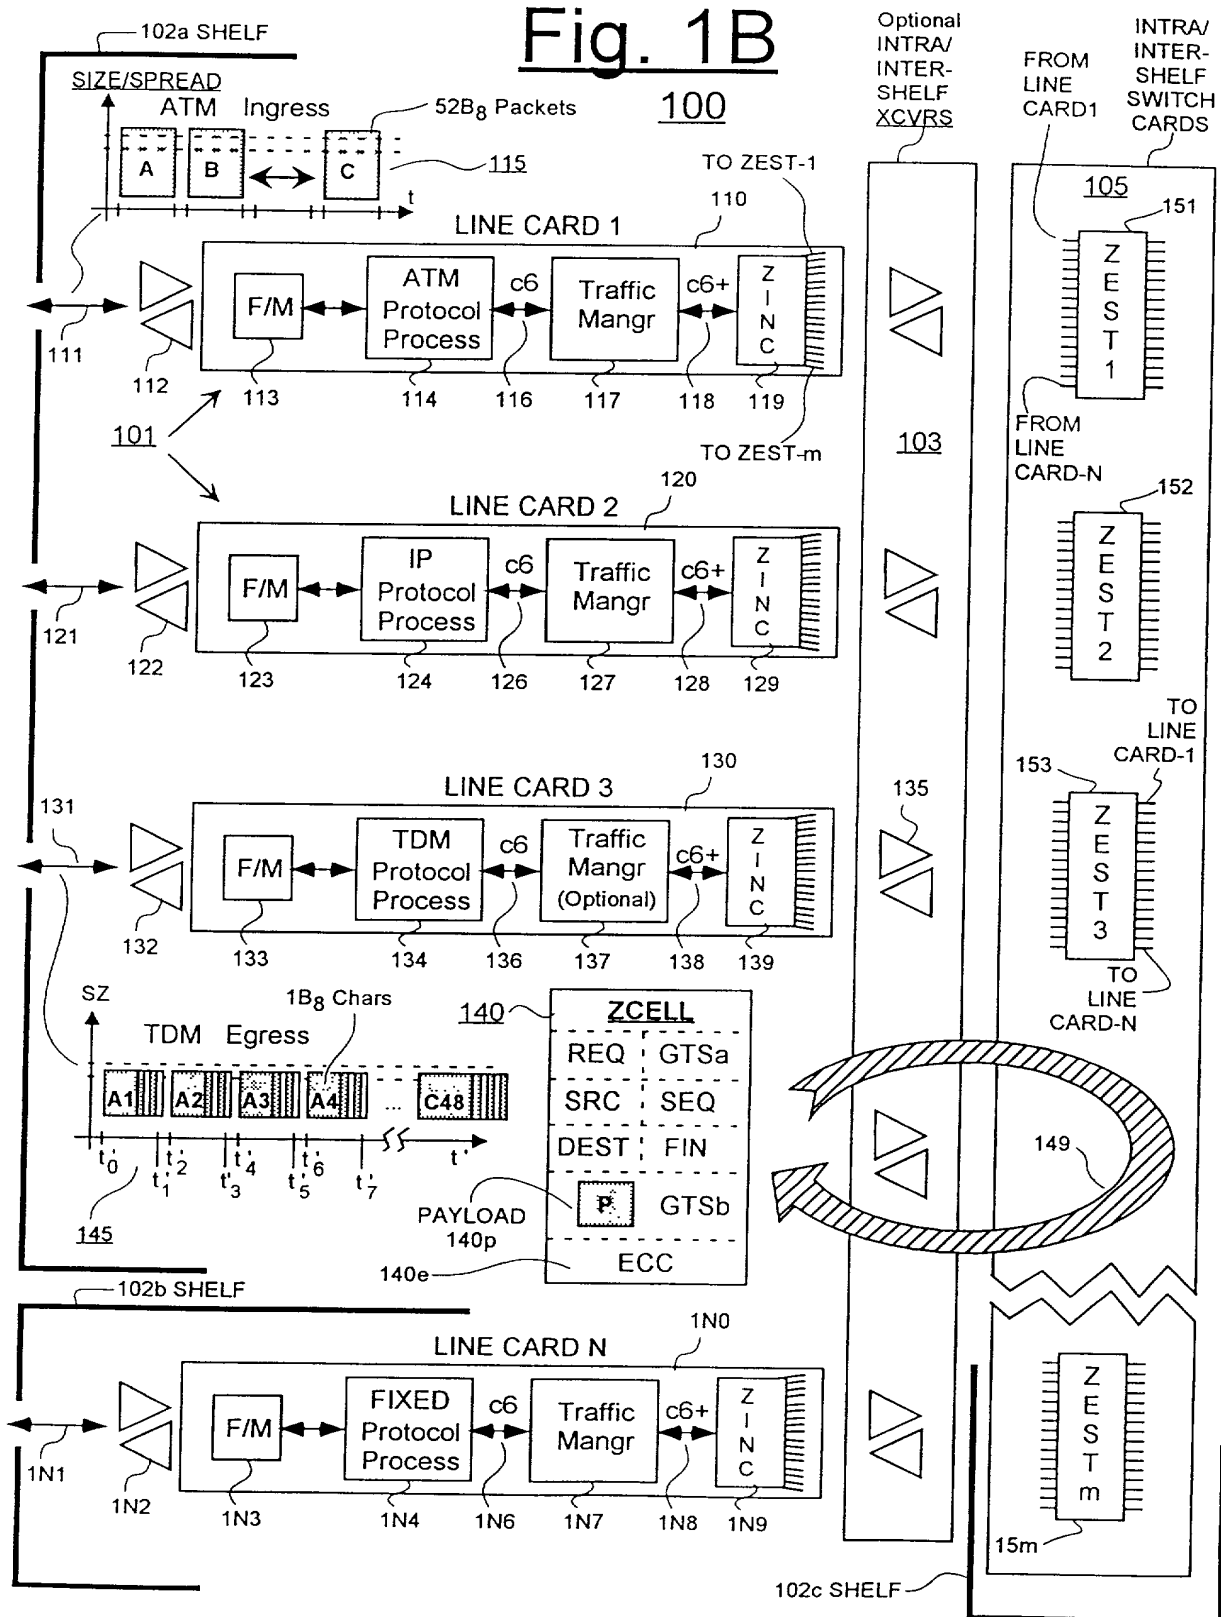 Fig. 1B
100
102a SHELF
SIZE/SPREAD
ATM Ingress
52B8 Packets
A
B
C
115
t
Optional
INTRA/
INTER-
SHELF
XCVRS
FROM
LINE
CARD1
INTRA/
INTER-
SHELF
SWITCH
CARDS
105
151
TO ZEST-1
110
LINE CARD 1
F/M
ATM
Protocol
Process
c6
Traffic
Mangr
c6+
ZINC
ZEST1
111
112
113
114
116
117
118
119
101
TO ZEST-m
103
FROM
LINE
CARD-N
120
LINE CARD 2
152
F/M
IP
Protocol
Process
c6
Traffic
Mangr
c6+
ZINC
ZEST2
121
122
123
124
126
127
128
129
TO
LINE
CARD-1
130
LINE CARD 3
131
135
153
F/M
TDM
Protocol
Process
c6
Traffic
Mangr
(Optional)
c6+
ZINC
ZEST3
132
133
134
136
137
138
139
TO
LINE
CARD-N
SZ
1B8 Chars
TDM Egress
A1
A2
A3
A4
...
C48
t'0
t'1
t'2
t'3
t'4
t'5
t'6
t'7
t'
145
140
ZCELL
REQ
GTSa
SRC
SEQ
DEST
FIN
P
GTSb
PAYLOAD
140p
140e
ECC
149
102b SHELF
LINE CARD N
1N0
F/M
FIXED
Protocol
Process
c6
Traffic
Mangr
c6+
ZINC
ZESTm
1N1
1N2
1N3
1N4
1N6
1N7
1N8
1N9
15m
102c SHELF